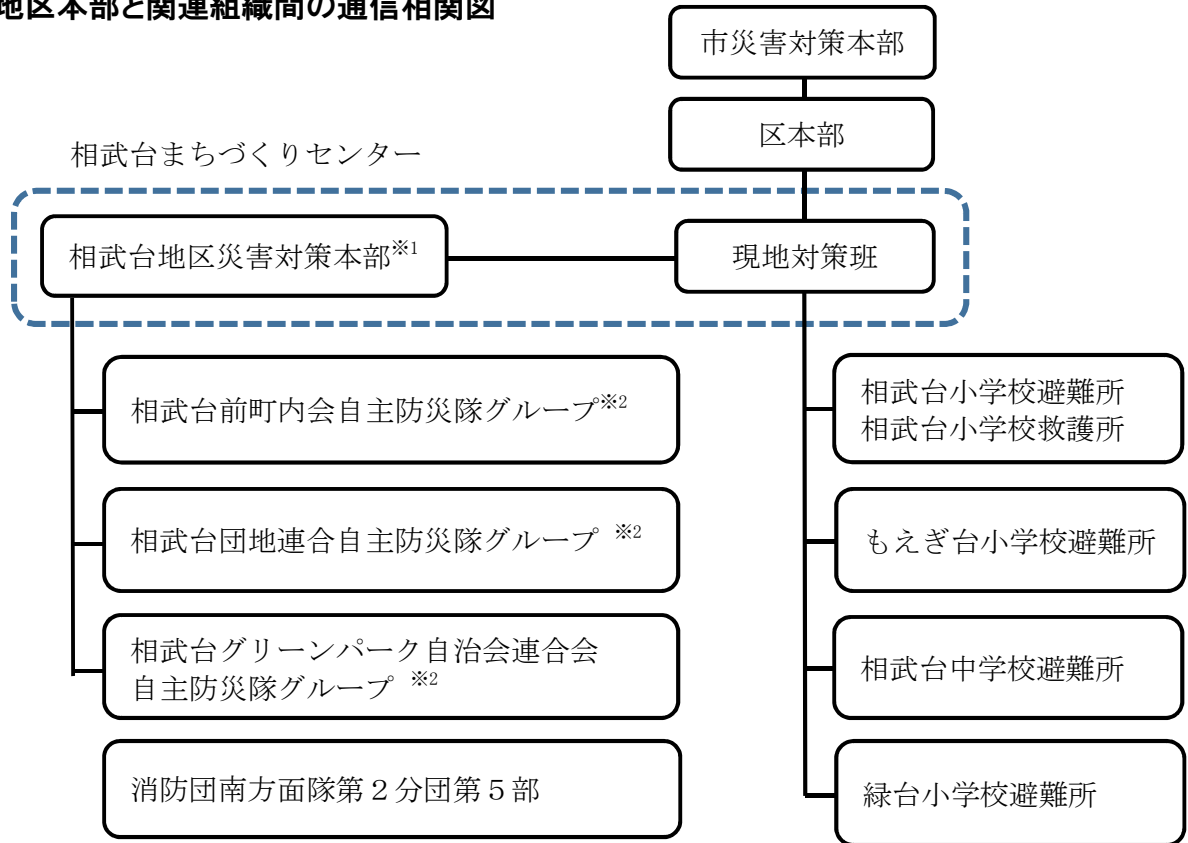 地区本部と関連組織間の通信相関図
市災害対策本部
区本部
相武台まちづくりセンター
相武台地区災害対策本部※1
現地対策班
相武台前町内会自主防災隊グループ※2
相武台団地連合自主防災隊グループ ※2
相武台グリーンパーク自治会連合会
自主防災隊グループ ※2
消防団南方面隊第２分団第５部
相武台小学校避難所
相武台小学校救護所
もえぎ台小学校避難所
相武台中学校避難所
緑台小学校避難所